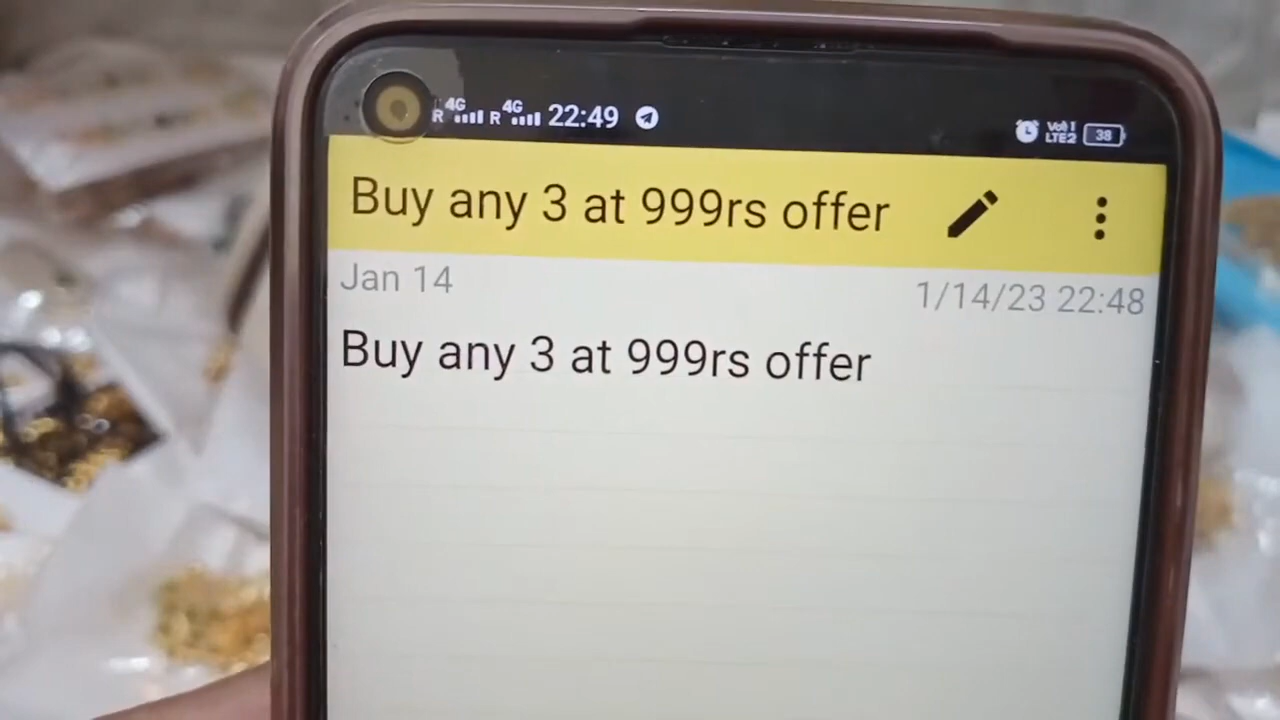 R 4G R 4G 22:49
Vo) 1
LTE2 38
Buy any 3 at 999rs offer
Jan 14 1/14/23 22:48
Buy any 3 at 999rs offer